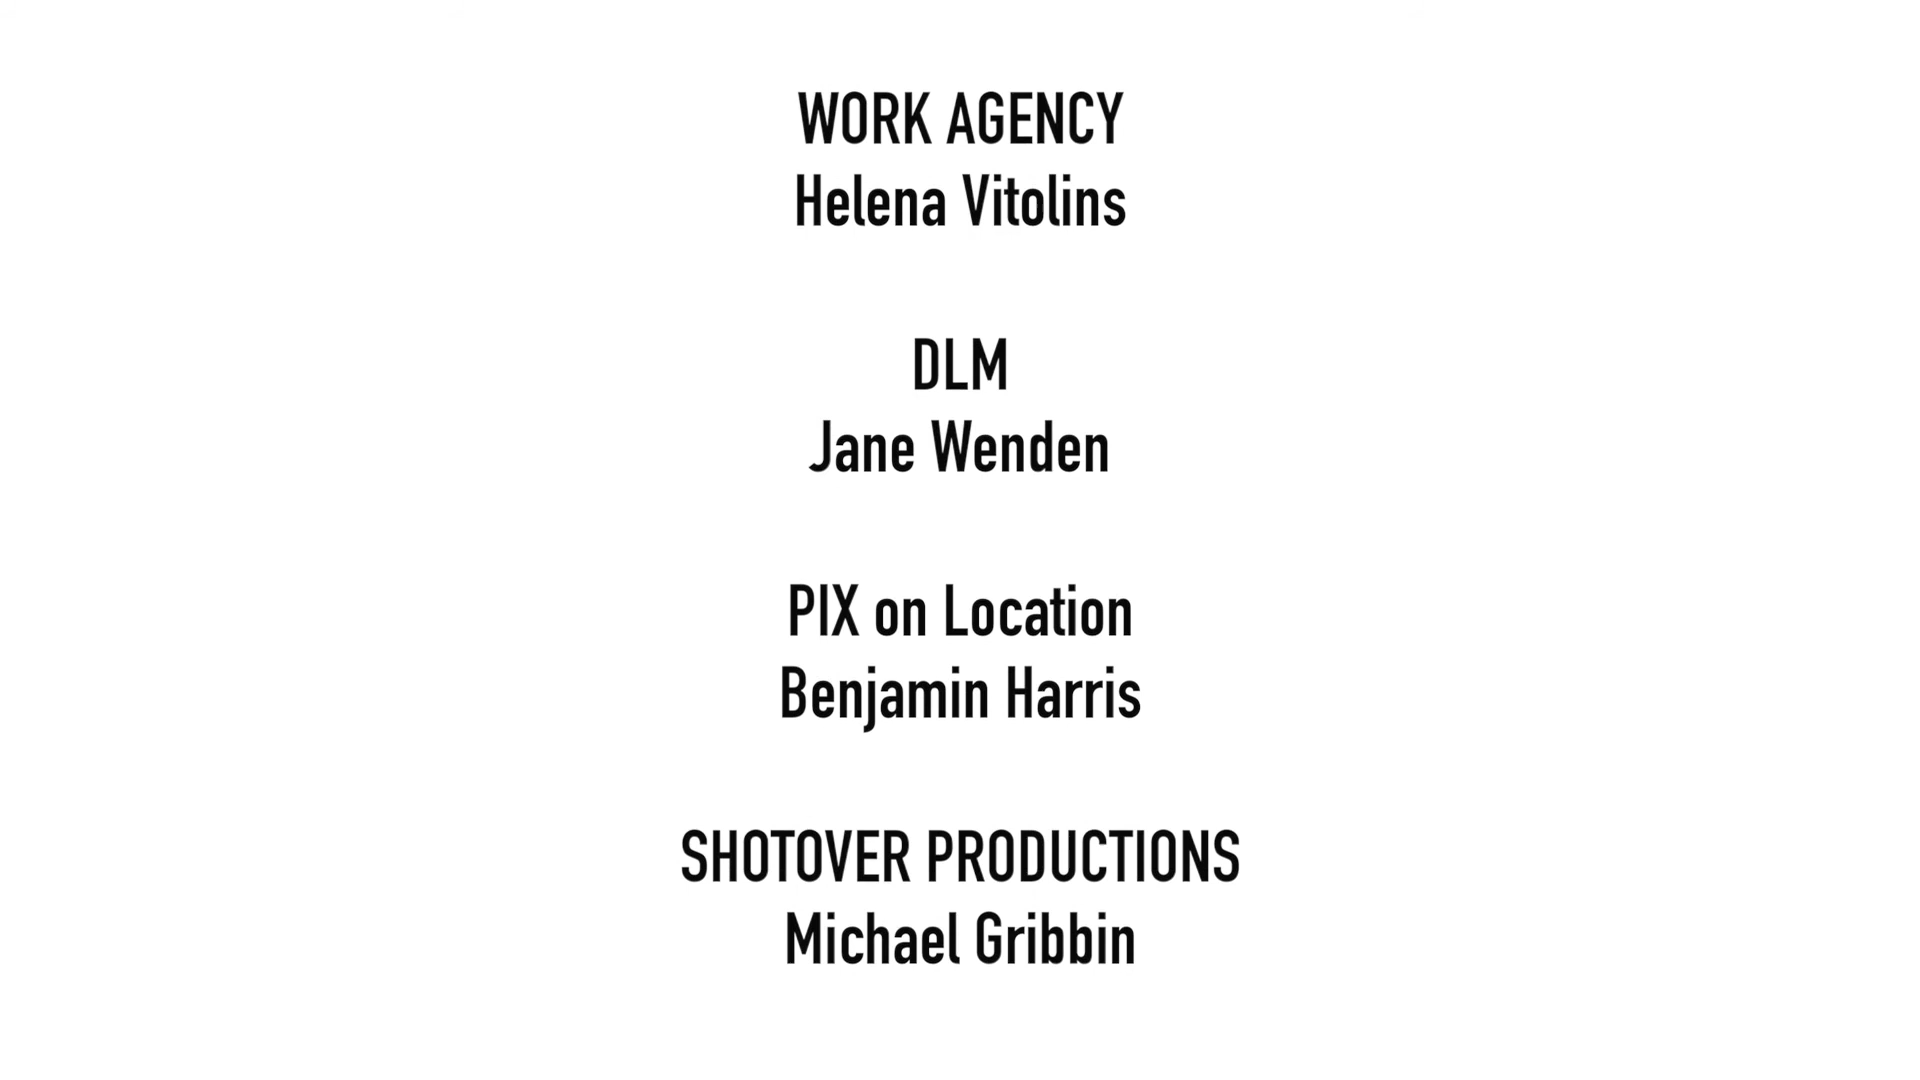 WORK AGENCY
Helena Vitolins
DLM
Jane Wenden
PIX on Location
Benjamin Harris
SHOTOVER PRODUCTIONS
Michael Gribbin